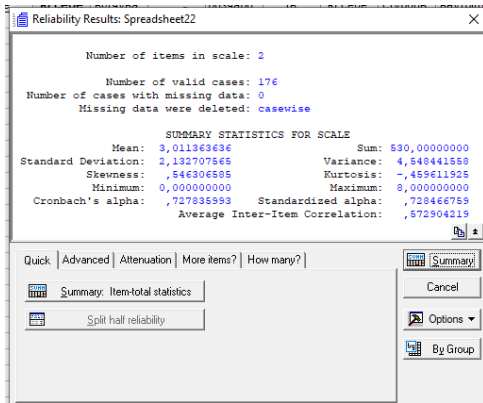 Reliability Results: Spreadsheet22
Number of items in scale: 2
Number of valid cases: 176
Number of cases with missing data: 0
Missing data were deleted: casewise
SUMMARY STATISTICS FOR SCALE
Mean: 3,011363636 Sum: 530,00000000
Standard Deviation: 2,132707565 Variance: 4,548441558
Skewness: ,546306585 Kurtosis: -,459611925
Minimum: 0,000000000 Maximum: 8,000000000
Cronbach's alpha: ,727835993 Standardized alpha: ,728466759
Average Inter-Item Correlation: ,572904219
Quick Advanced Attenuation More items? How many?
Summary
Summary: Item-total statistics
Cancel
Split half reliability
Options
By Group